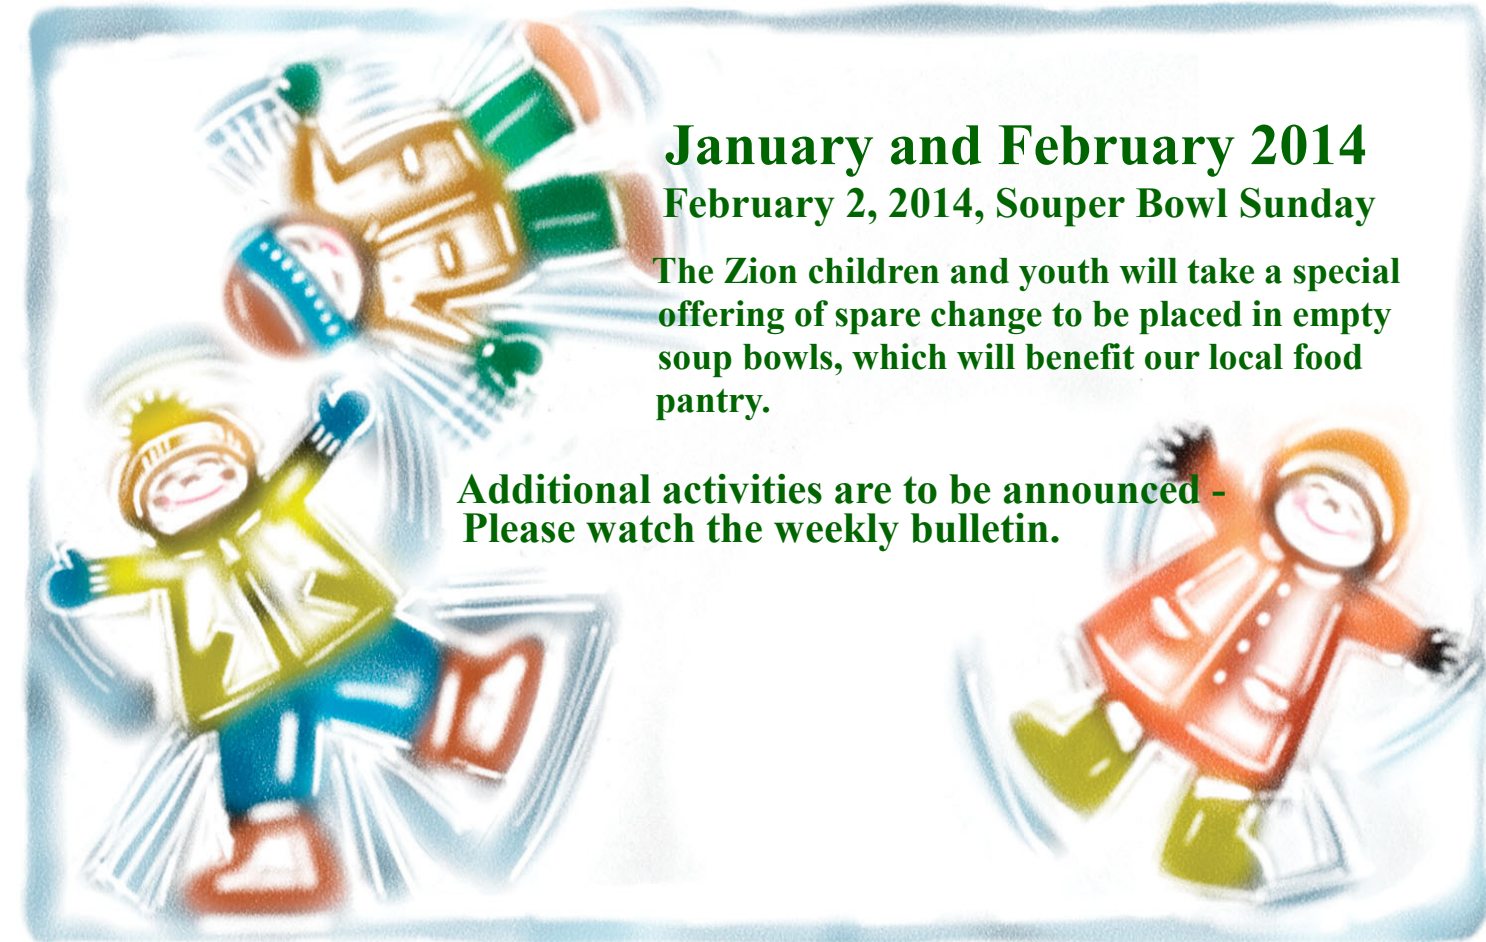 January and February 2014
February 2, 2014, Souper Bowl Sunday
The Zion children and youth will take a special
offering of spare change to be placed in empty
soup bowls, which will benefit our local food
pantry.
Additional activities are to be announced -
Please watch the weekly bulletin.